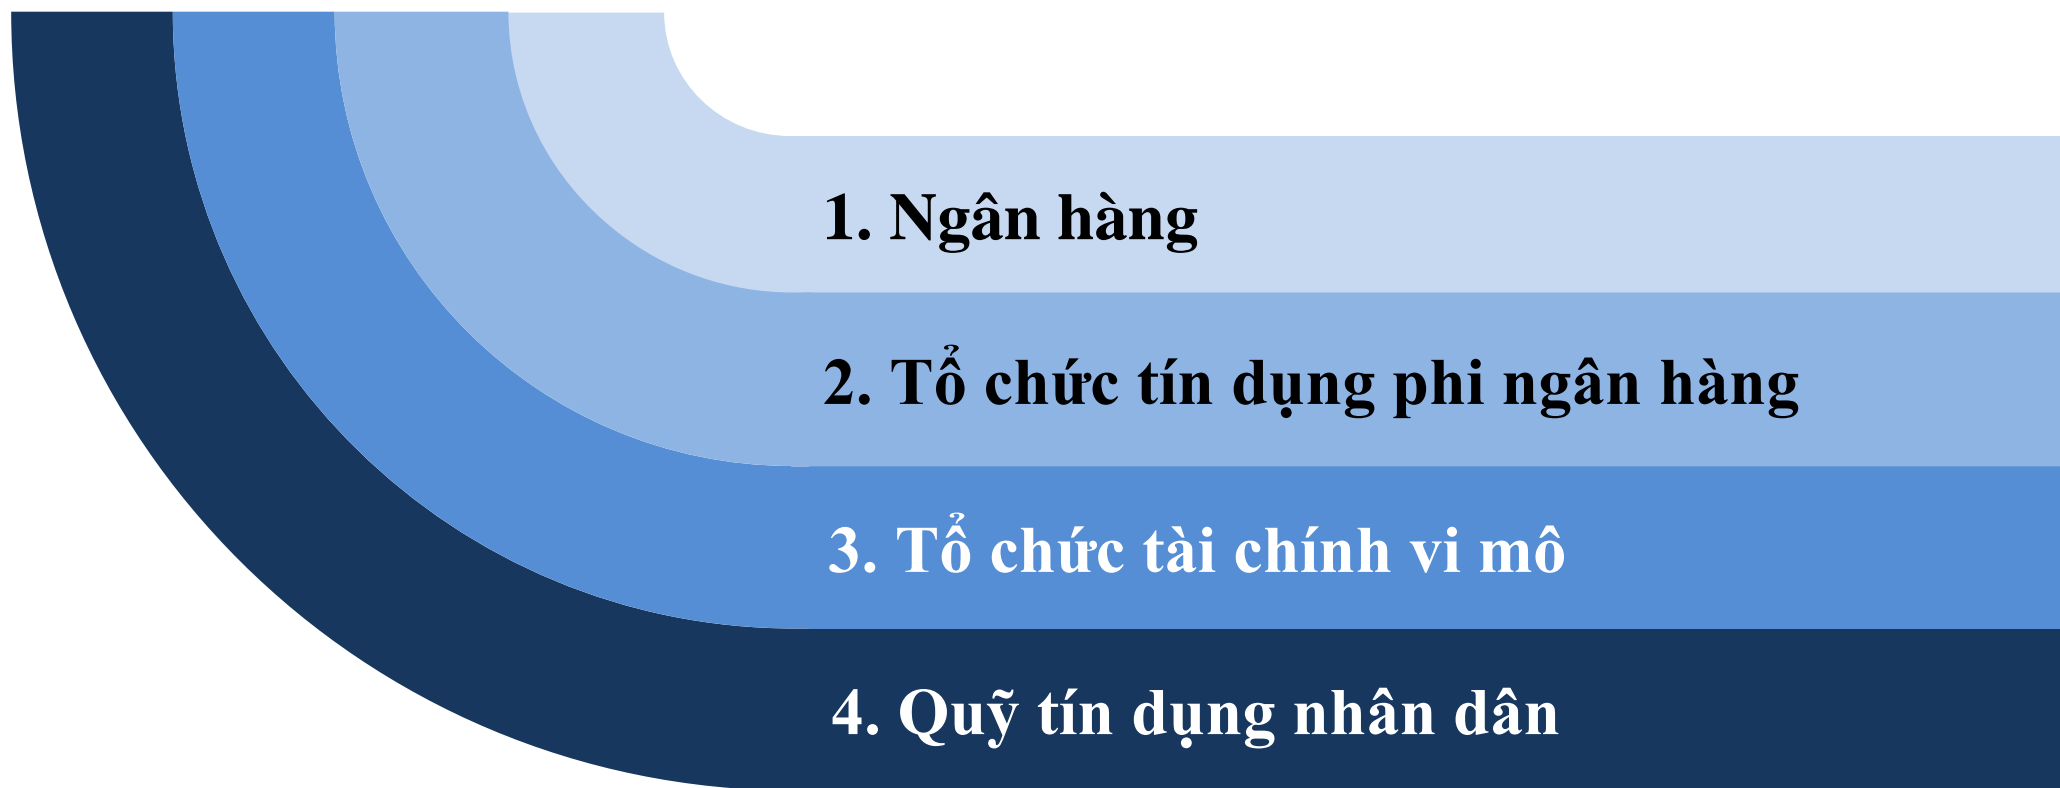 1. Ngân hàng
2. Tổ chức tín dụng phi ngân hàng
3. Tổ chức tài chính vi mô
4. Quỹ tín dụng nhân dân